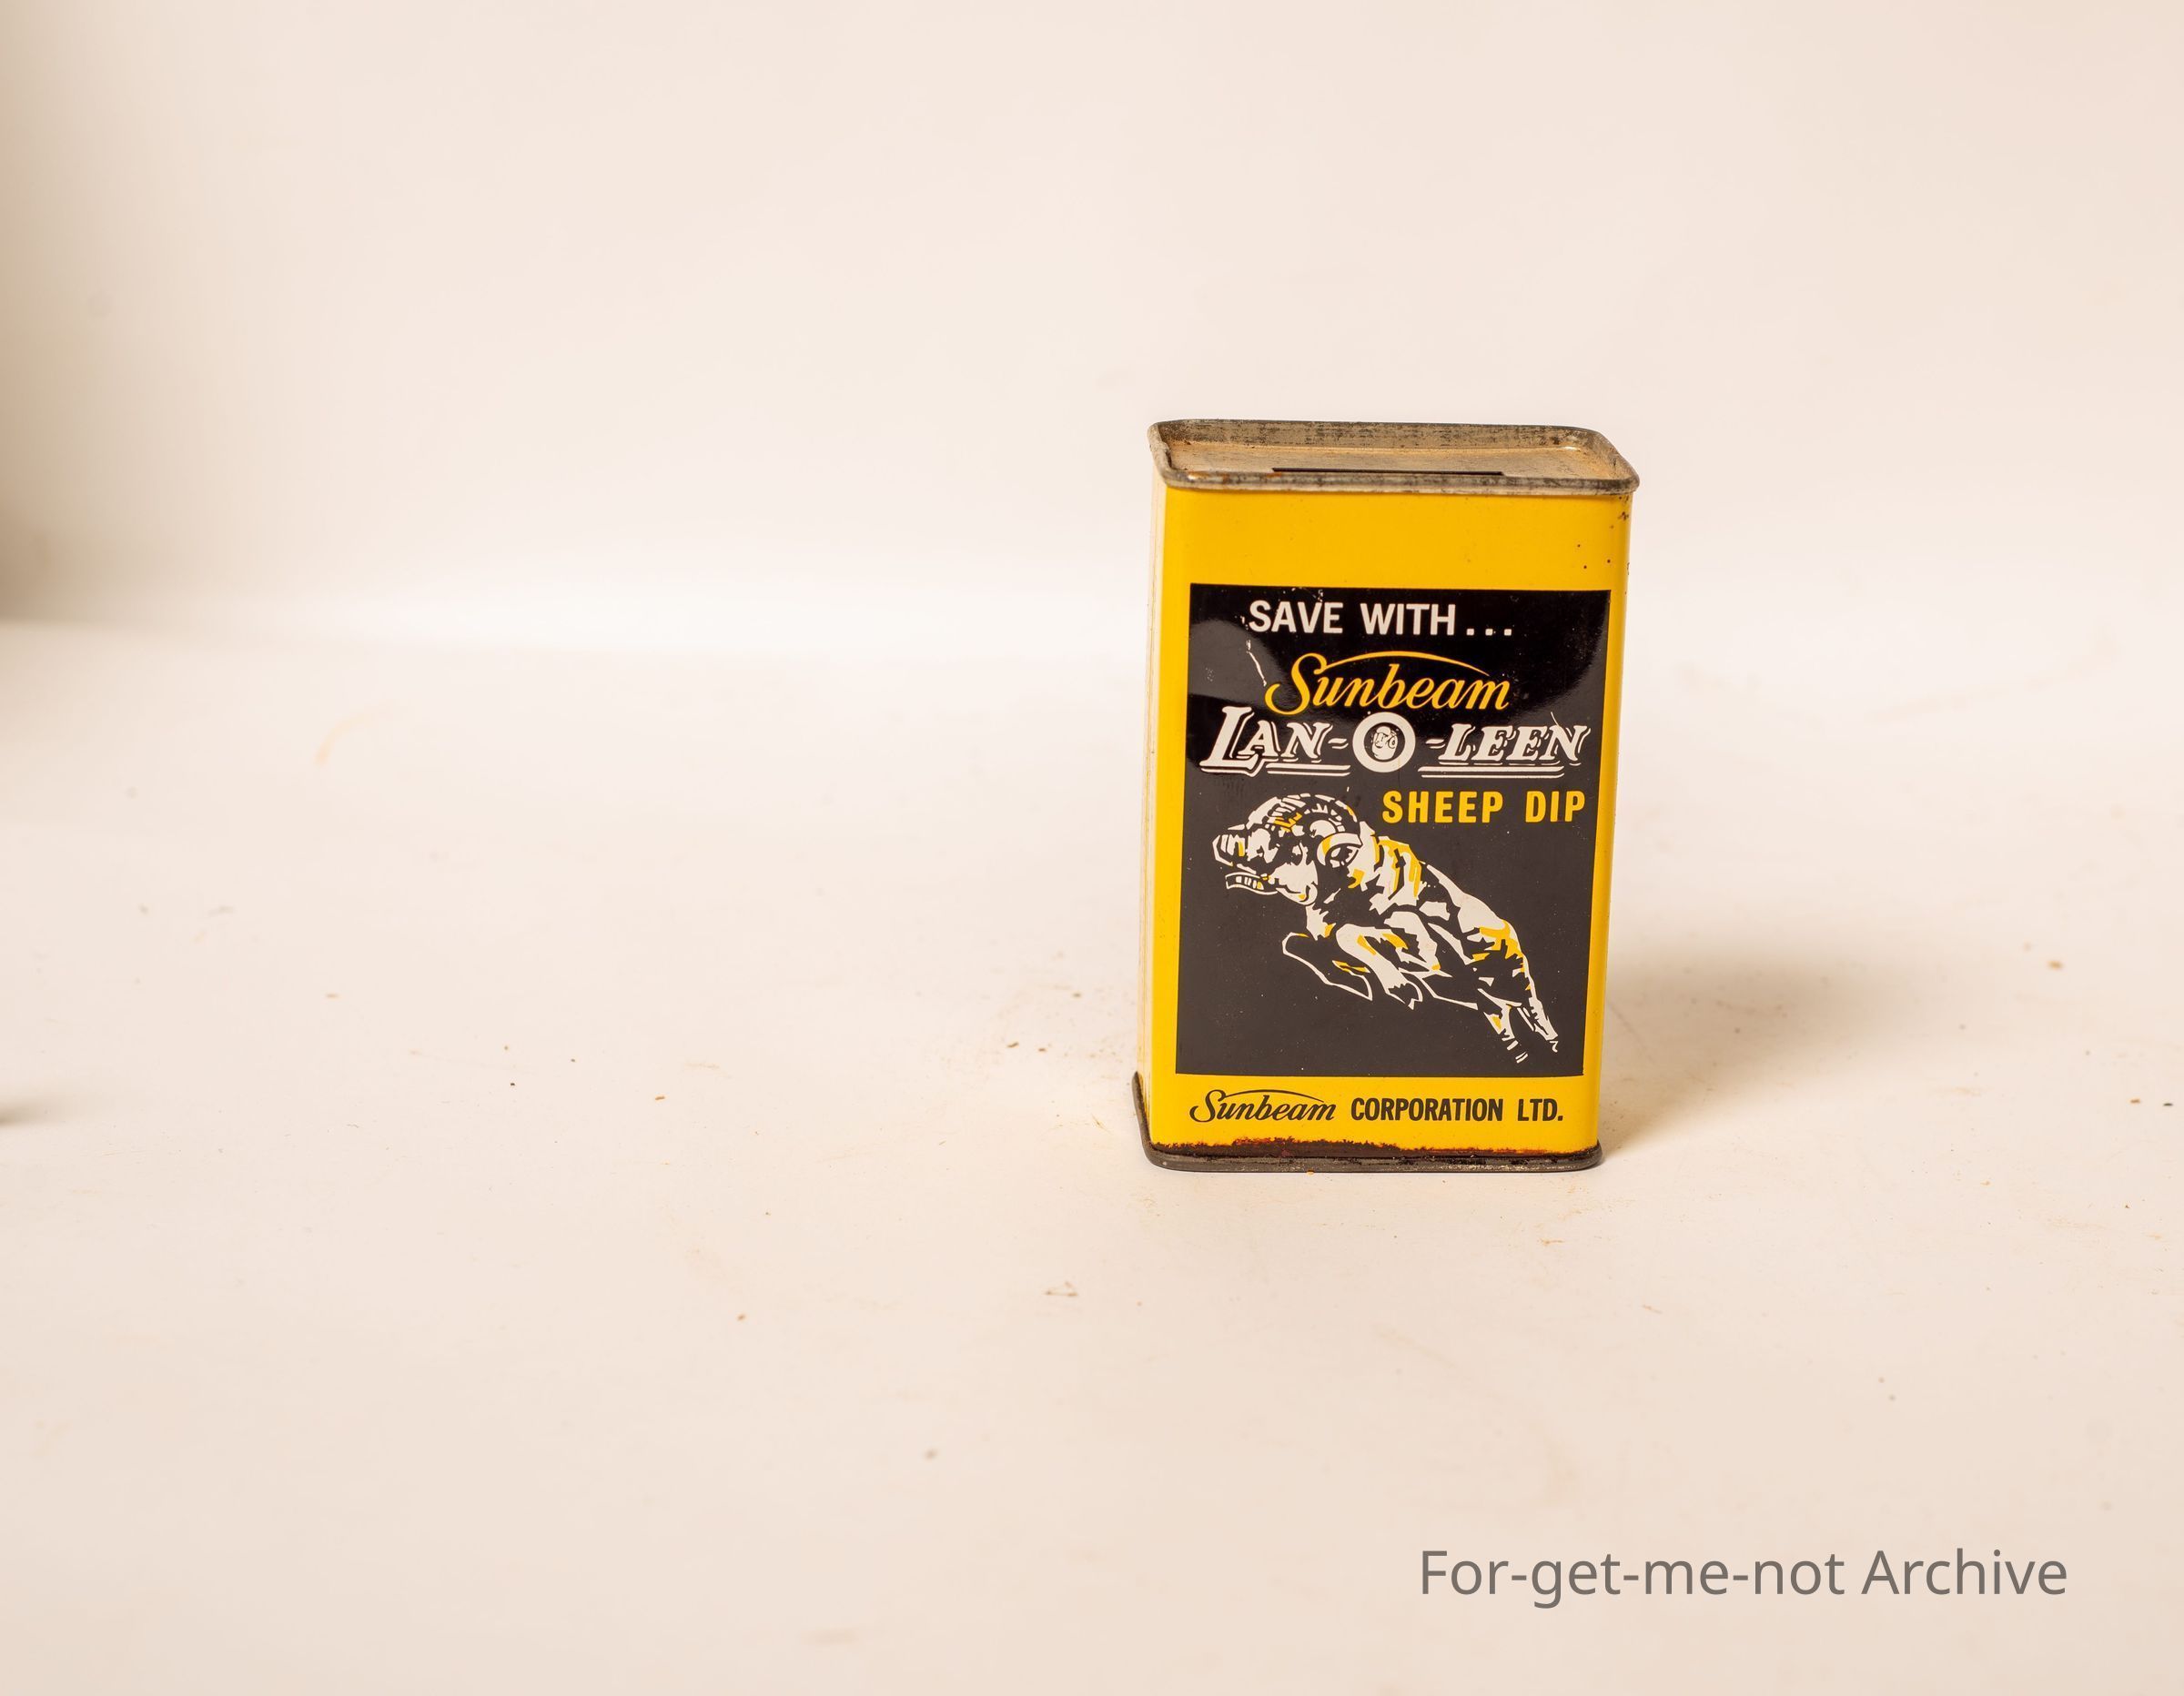 SAVE WITH...
Sunbeam
LAN-O-LEEN
SHEEP DIP
Sunbeam CORPORATION LTD.
For-get-me-not Archive